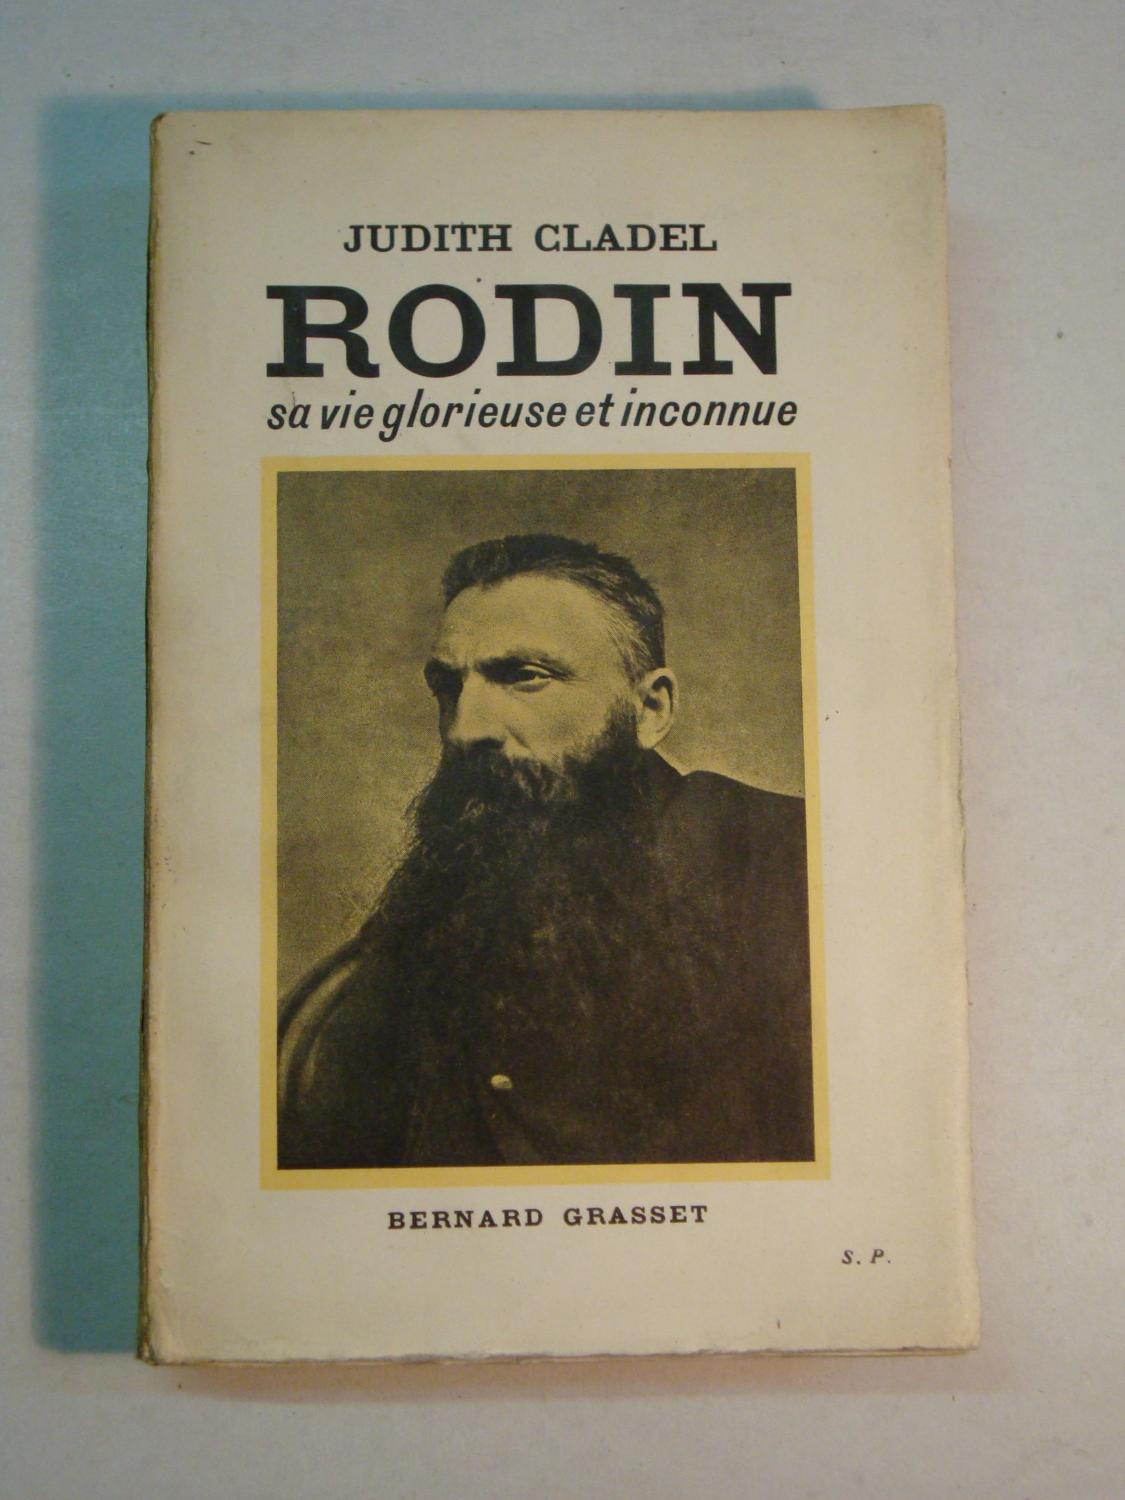 JUDITH CLADEL
RODIN
sa vie glorieuse et inconnue
BERNARD GRASSET
S. P.